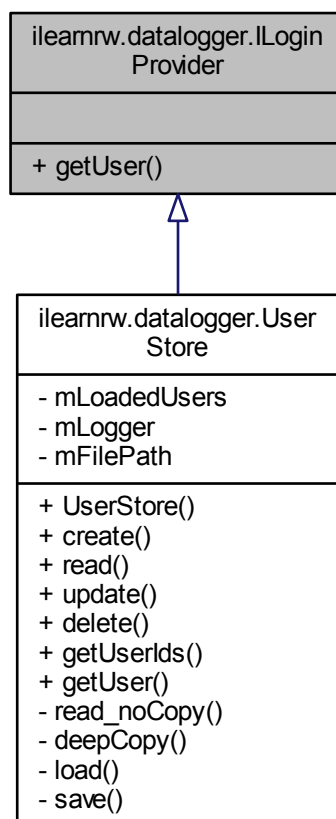 ilearnrw.datalogger.ILogin
Provider
+ getUser()
ilearnrw.datalogger.User
Store
- mLoadedUsers
- mLogger
- mFilePath
+ UserStore()
+ create()
+ read()
+ update()
+ delete()
+ getUserIds()
+ getUser()
- read_noCopy()
- deepCopy()
- load()
- save()